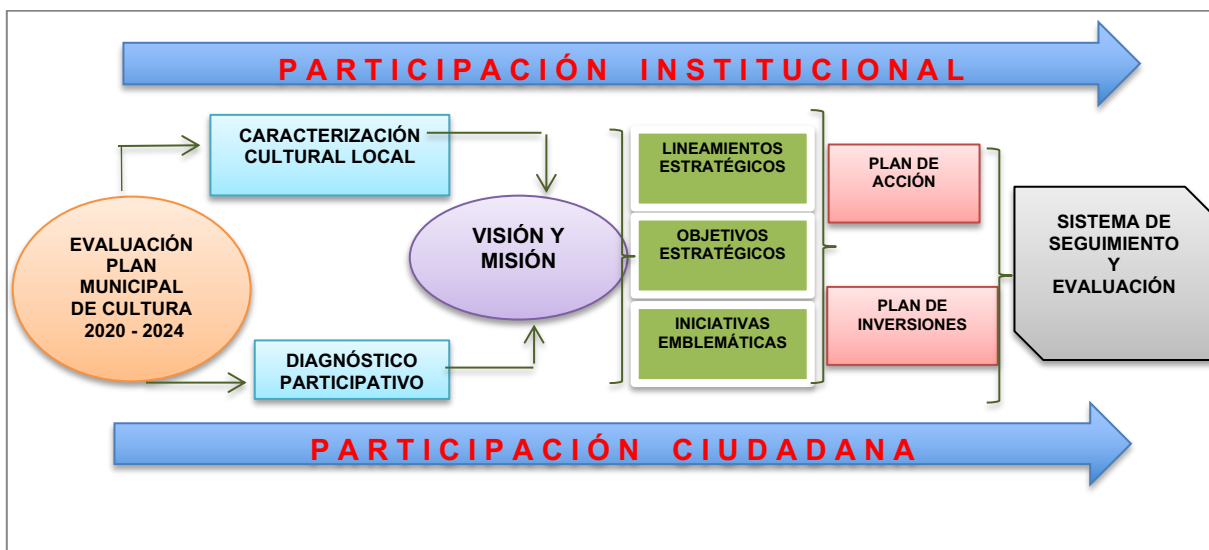 PARTICIPACIÓN INSTITUCIONAL
CARACTERIZACIÓN
CULTURAL LOCAL
EVALUACIÓN
PLAN
MUNICIPAL
DE CULTURA
2020 - 2024
DIAGNÓSTICO
PARTICIPATIVO
VISIÓN Y
MISIÓN
LINEAMIENTOS
ESTRATÉGICOS
OBJETIVOS
ESTRATÉGICOS
INICIATIVAS
EMBLEMÁTICAS
PLAN DE
ACCIÓN
PLAN DE
INVERSIONES
SISTEMA DE
SEGUIMIENTO
Y
EVALUACIÓN
PARTICIPACIÓN CIUDADANA